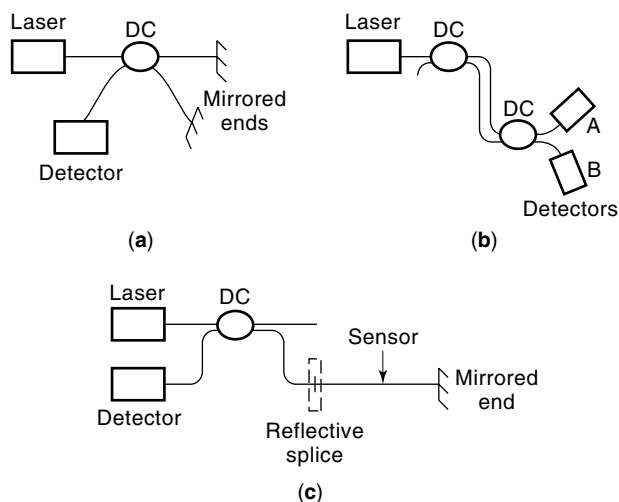 Laser
DC
Mirrored
ends
Detector
(a)
Laser
DC
DC
A
B
Detectors
(b)
Laser
DC
Sensor
Detector
Reflective
splice
Mirrored
end
(c)